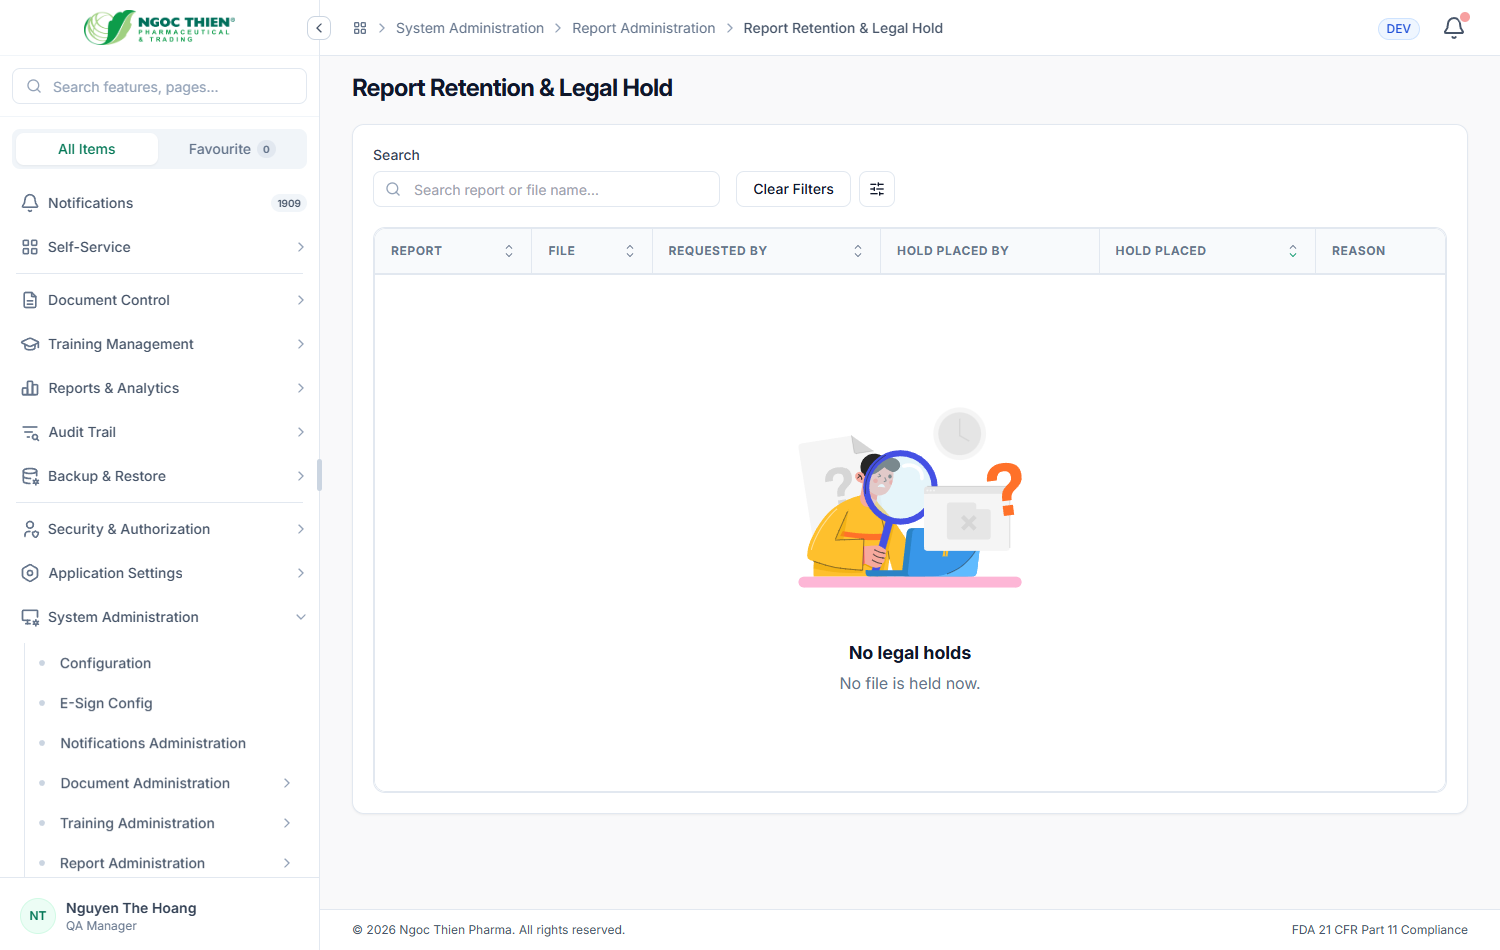 NGOC THIEN®
PHARMACEUTICAL
& TRADING
Search features, pages...
All Items
Favourite 0
Notifications 1909
Self-Service
Document Control
Training Management
Reports & Analytics
Audit Trail
Backup & Restore
Security & Authorization
Application Settings
System Administration
Configuration
E-Sign Config
Notifications Administration
Document Administration
Training Administration
Report Administration
NT
Nguyen The Hoang
QA Manager
System Administration > Report Administration > Report Retention & Legal Hold
DEV
Report Retention & Legal Hold
Search
Search report or file name...
Clear Filters
REPORT FILE REQUESTED BY HOLD PLACED BY HOLD PLACED REASON
? ?
No legal holds
No file is held now.
© 2026 Ngoc Thien Pharma. All rights reserved.
FDA 21 CFR Part 11 Compliance